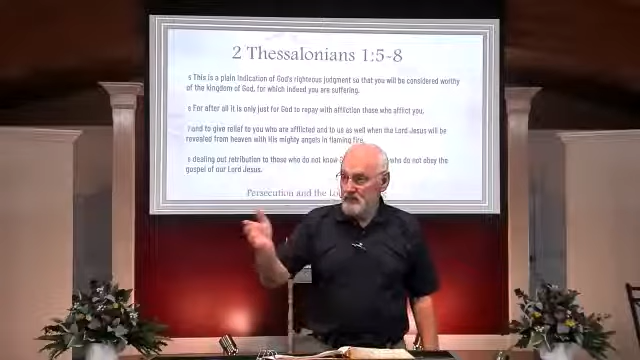 2 Thessalonians 1:5-8
5 This is a plain indication of God's righteous judgment so that you will be considered worthy
of the kingdom of God, for which indeed you are suffering.
6 For after all it is only just for God to repay with affliction those who afflict you,
7 and to give relief to you who are afflicted and to us as well when the Lord Jesus will be
revealed from heaven with His mighty angels in flaming fire,
8 dealing out retribution to those who do not know who do not obey the
gospel of our Lord Jesus.
Persecution and the